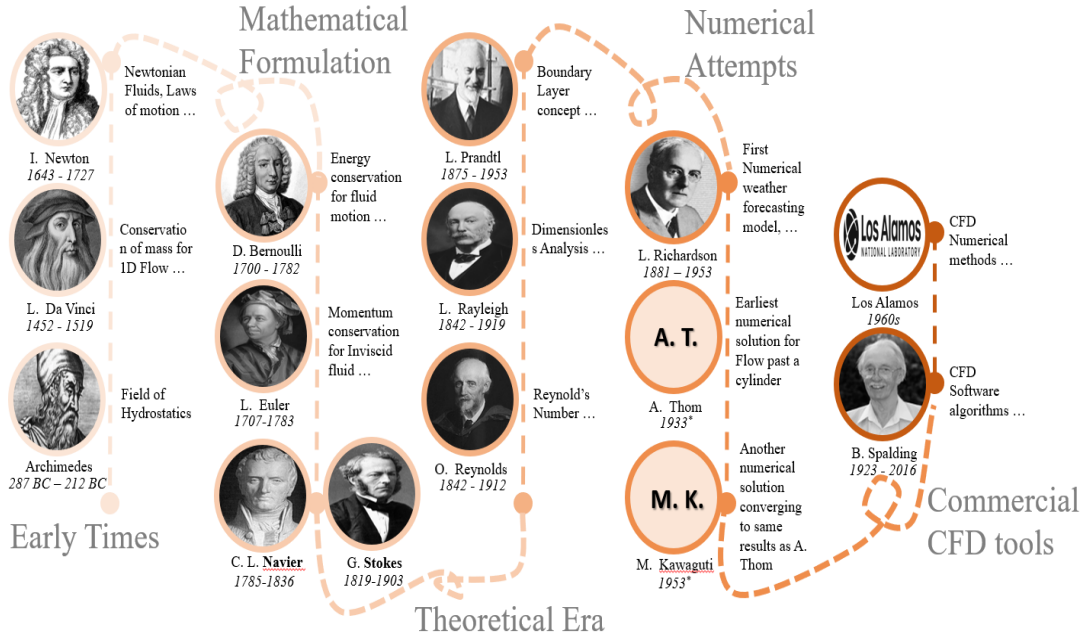 Mathematical
Formulation
Numerical
Attempts
Newtonian
Fluids, Laws
of motion …
I. Newton
1643 - 1727
Conservatio
n of mass for
1D Flow …
L. Da Vinci
1452 - 1519
Field of
Hydrostatics
Archimedes
287 BC – 212 BC
Early Times
Energy
conservation
for fluid
motion …
D. Bernoulli
1700 - 1782
Momentum
conservation
for Inviscid
fluid …
L. Euler
1707-1783
C. L. Navier
1785-1836
G. Stokes
1819-1903
Theoretical Era
Boundary
Layer
concept …
L. Prandtl
1875 - 1953
Dimensionles
s Analysis …
L. Rayleigh
1842 - 1919
Reynold’s
Number …
O. Reynolds
1842 - 1912
First
Numerical
weather
forecasting
model, …
L. Richardson
1881 – 1953
A. T.
Earliest
numerical
solution for
Flow past a
cylinder
A. Thom
1933*
M. K.
Another
numerical
solution
converging
to same
results as A.
Thom
M. Kawaguti
1953*
Los Alamos
NATIONAL LABORATORY
CFD
Numerical
methods …
Los Alamos
1960s
CFD
Software
algorithms …
B. Spalding
1923 - 2016
Commercial
CFD tools